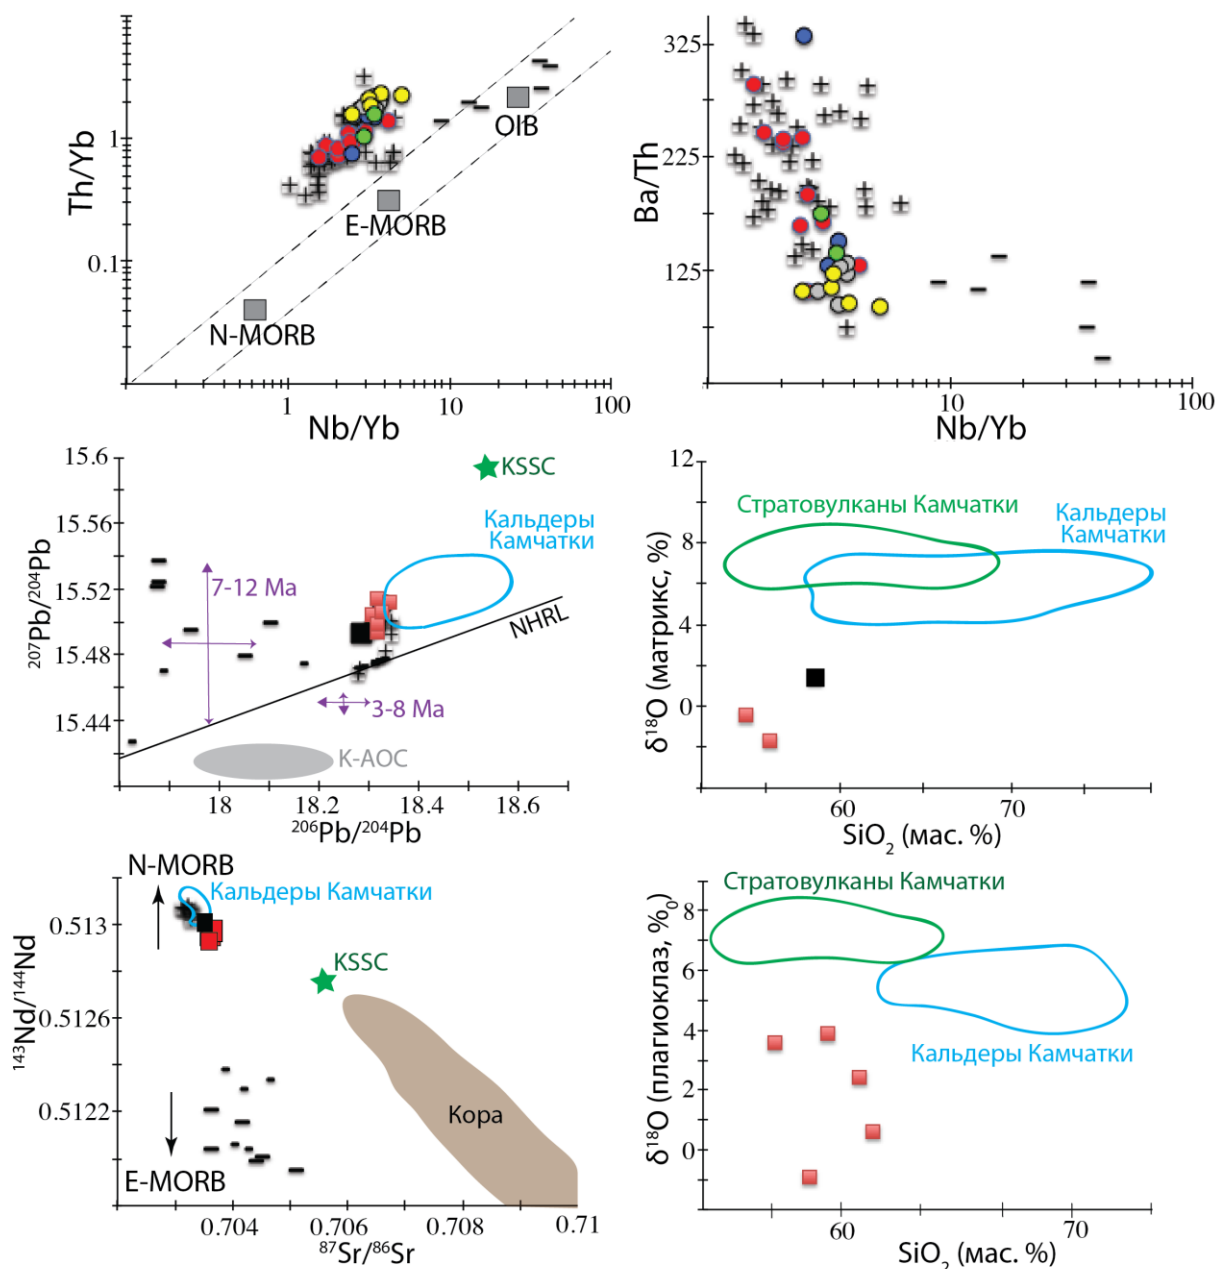 Th/Yb
1
0.1
1
10
100
Nb/Yb
OIB
E-MORB
N-MORB
Ba/Th
325
225
125
10
100
Nb/Yb
²⁰⁷Pb/²⁰⁴Pb
15.6
15.56
15.52
15.48
15.44
KSSC
Кальдеры
Камчатки
7-12 Ma
NHRL
3-8 Ma
K-AOC
18
18.2
18.4
18.6
²⁰⁶Pb/²⁰⁴Pb
δ¹⁸O (матрикс, %)
12
8
4
0
Стратовулканы Камчатки
Кальдеры
Камчатки
60
70
SiO₂ (мас. %)
¹⁴³Nd/¹⁴⁴Nd
N-MORB
Кальдеры Камчатки
0.513
KSSC
0.5126
0.5122
Кора
E-MORB
0.704
0.706
0.708
0.71
⁸⁷Sr/⁸⁶Sr
δ¹⁸O (плагиоклаз, %₀)
Стратовулканы Камчатки
8
6
4
2
0
Кальдеры Камчатки
60
70
SiO₂ (мас. %)